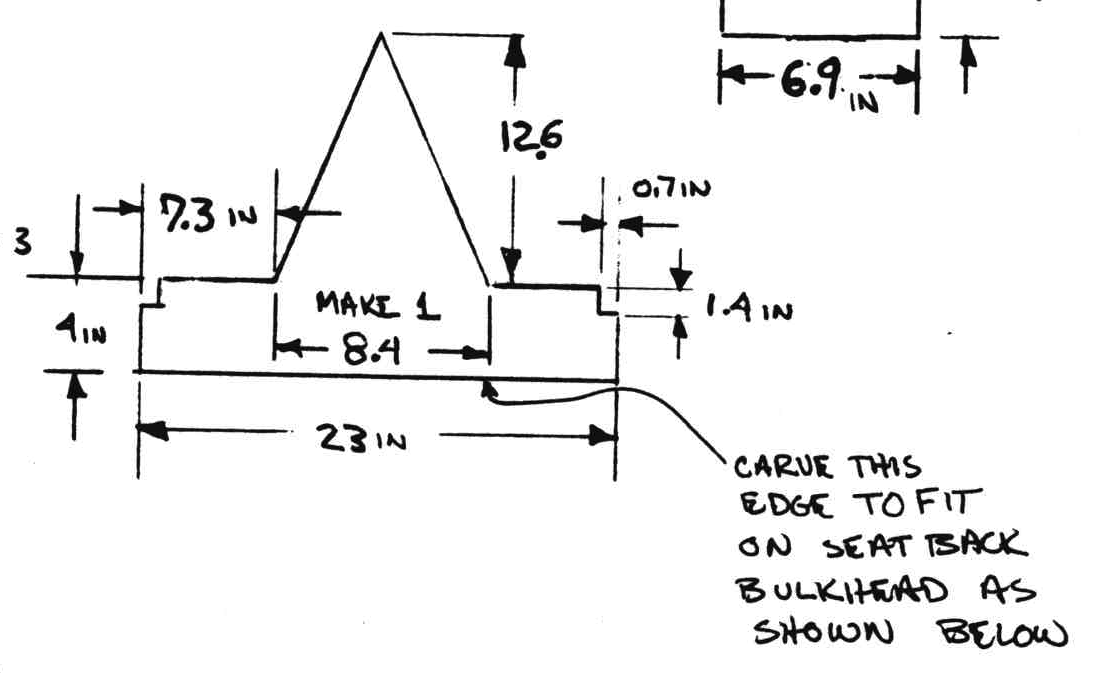 6.9 IN
12.6
0.7 IN
7.3 IN
3
MAKE 1
1.4 IN
4 IN
8.4
23 IN
CARVE THIS
EDGE TO FIT
ON SEAT BACK
BULKHEAD AS
SHOWN BELOW